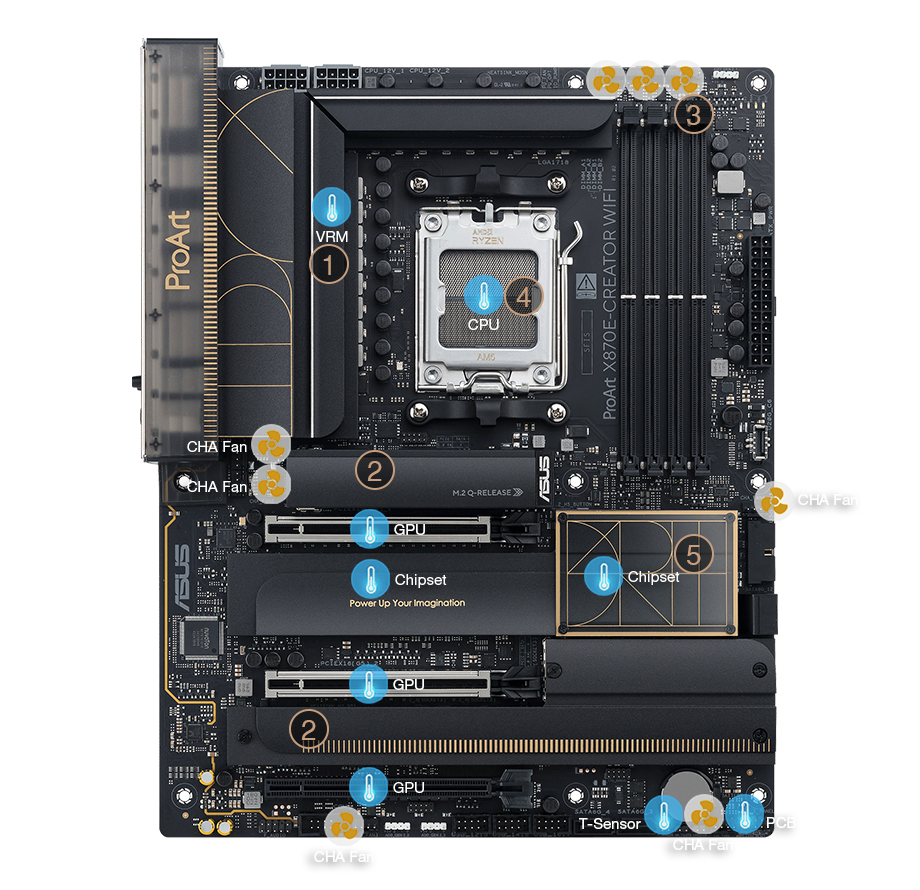 CPU_12V_1 CPU_12V_2
3
LGA1718
ProArt
VRM
1
AMD
RYZEN
4
CPU
AM5
ProArt X870E-CREATOR WIFI
CHA Fan
CHA Fan
2
M.2 Q-RELEASE
ASUS
CHA Fan
GPU
5
ASUS
Chipset
Chipset
Power Up Your Imagination
GPU
2
GPU
T-Sensor
PCB
CHA Fan
CHA Fan